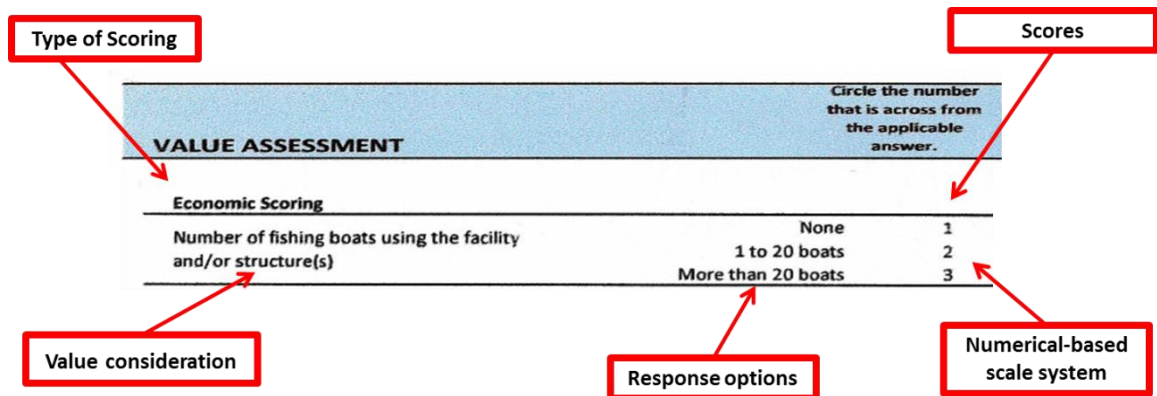 Type of Scoring
Scores
Circle the number
that is across from
the applicable
answer.
VALUE ASSESSMENT
Economic Scoring
Number of fishing boats using the facility
and/or structure(s)
None 1
1 to 20 boats 2
More than 20 boats 3
Value consideration
Response options
Numerical-based
scale system